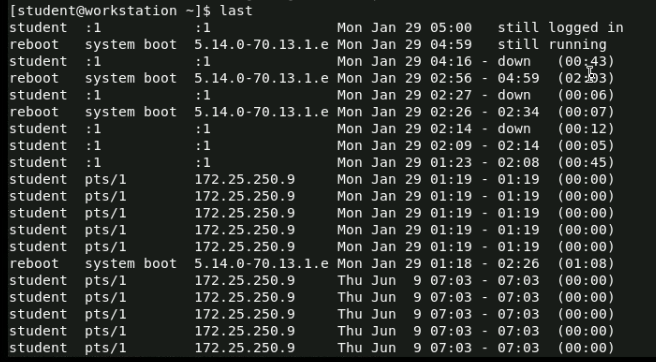 [student@workstation ~]$ last
student  :1           :1               Mon Jan 29 05:00   still logged in
reboot   system boot  5.14.0-70.13.1.e Mon Jan 29 04:59   still running
student  :1           :1               Mon Jan 29 04:16 - down   (00:43)
reboot   system boot  5.14.0-70.13.1.e Mon Jan 29 02:56 - 04:59  (02:03)
student  :1           :1               Mon Jan 29 02:27 - down   (00:06)
reboot   system boot  5.14.0-70.13.1.e Mon Jan 29 02:26 - 02:34  (00:07)
student  :1           :1               Mon Jan 29 02:14 - down   (00:12)
student  :1           :1               Mon Jan 29 02:09 - 02:14  (00:05)
student  :1           :1               Mon Jan 29 01:23 - 02:08  (00:45)
student  pts/1        172.25.250.9     Mon Jan 29 01:19 - 01:19  (00:00)
student  pts/1        172.25.250.9     Mon Jan 29 01:19 - 01:19  (00:00)
student  pts/1        172.25.250.9     Mon Jan 29 01:19 - 01:19  (00:00)
student  pts/1        172.25.250.9     Mon Jan 29 01:19 - 01:19  (00:00)
student  pts/1        172.25.250.9     Mon Jan 29 01:19 - 01:19  (00:00)
reboot   system boot  5.14.0-70.13.1.e Mon Jan 29 01:18 - 02:26  (01:08)
student  pts/1        172.25.250.9     Thu Jun  9 07:03 - 07:03  (00:00)
student  pts/1        172.25.250.9     Thu Jun  9 07:03 - 07:03  (00:00)
student  pts/1        172.25.250.9     Thu Jun  9 07:03 - 07:03  (00:00)
student  pts/1        172.25.250.9     Thu Jun  9 07:03 - 07:03  (00:00)
student  pts/1        172.25.250.9     Thu Jun  9 07:03 - 07:03  (00:00)